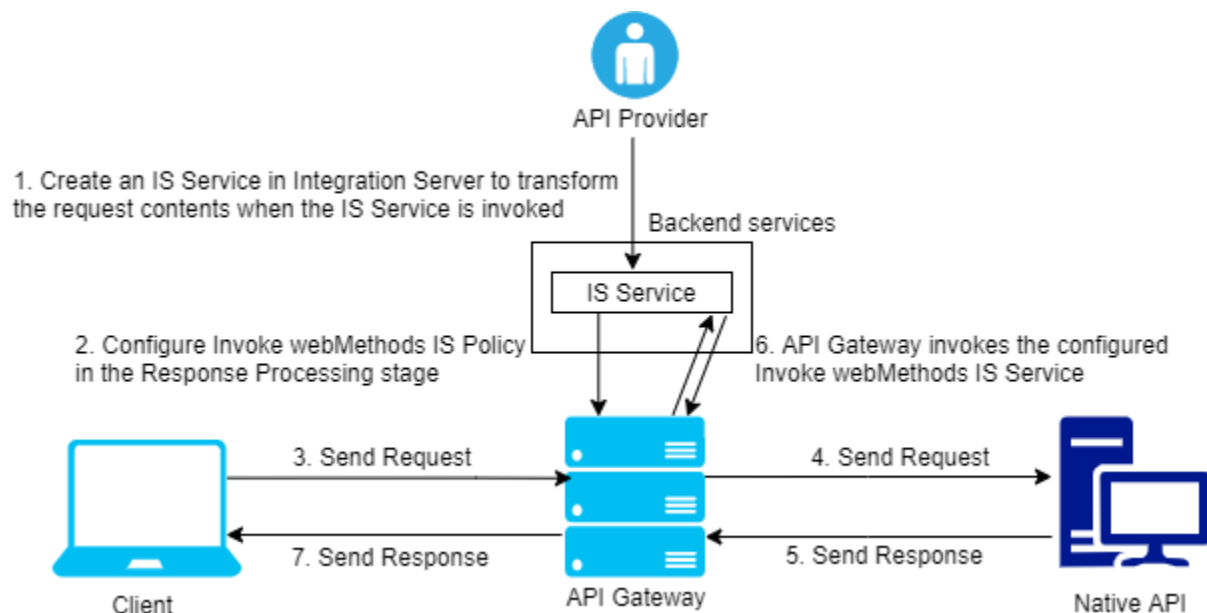 API Provider
1. Create an IS Service in Integration Server to transform
the request contents when the IS Service is invoked
Backend services
IS Service
2. Configure Invoke webMethods IS Policy
in the Response Processing stage
6. API Gateway invokes the configured
Invoke webMethods IS Service
3. Send Request
4. Send Request
7. Send Response
5. Send Response
Client
API Gateway
Native API